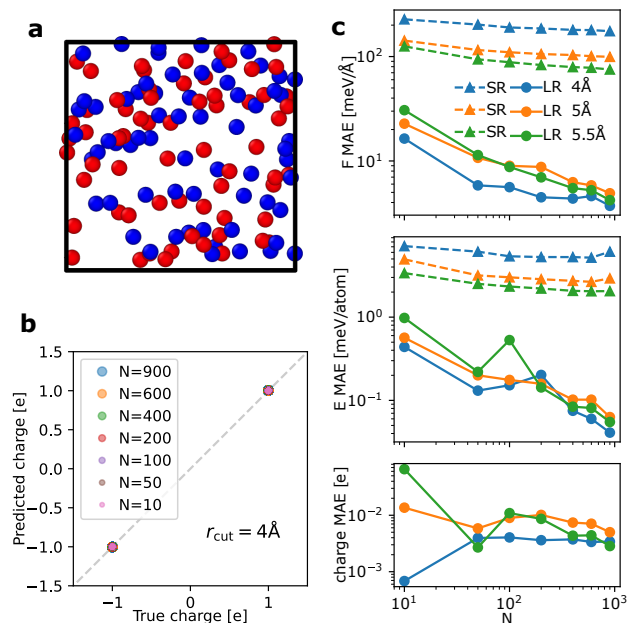 a
b
1.5
1.0
0.5
0.0
−0.5
−1.0
−1.5
Predicted charge [e]
N=900
N=600
N=400
N=200
N=100
N=50
N=10
r_cut = 4Å
−1 0 1
True charge [e]
c
F MAE [meV/Å]
10²
10¹
SR LR 4Å
SR LR 5Å
SR LR 5.5Å
E MAE [meV/atom]
10⁰
10⁻¹
charge MAE [e]
10⁻²
10⁻³
10¹ 10² 10³
N